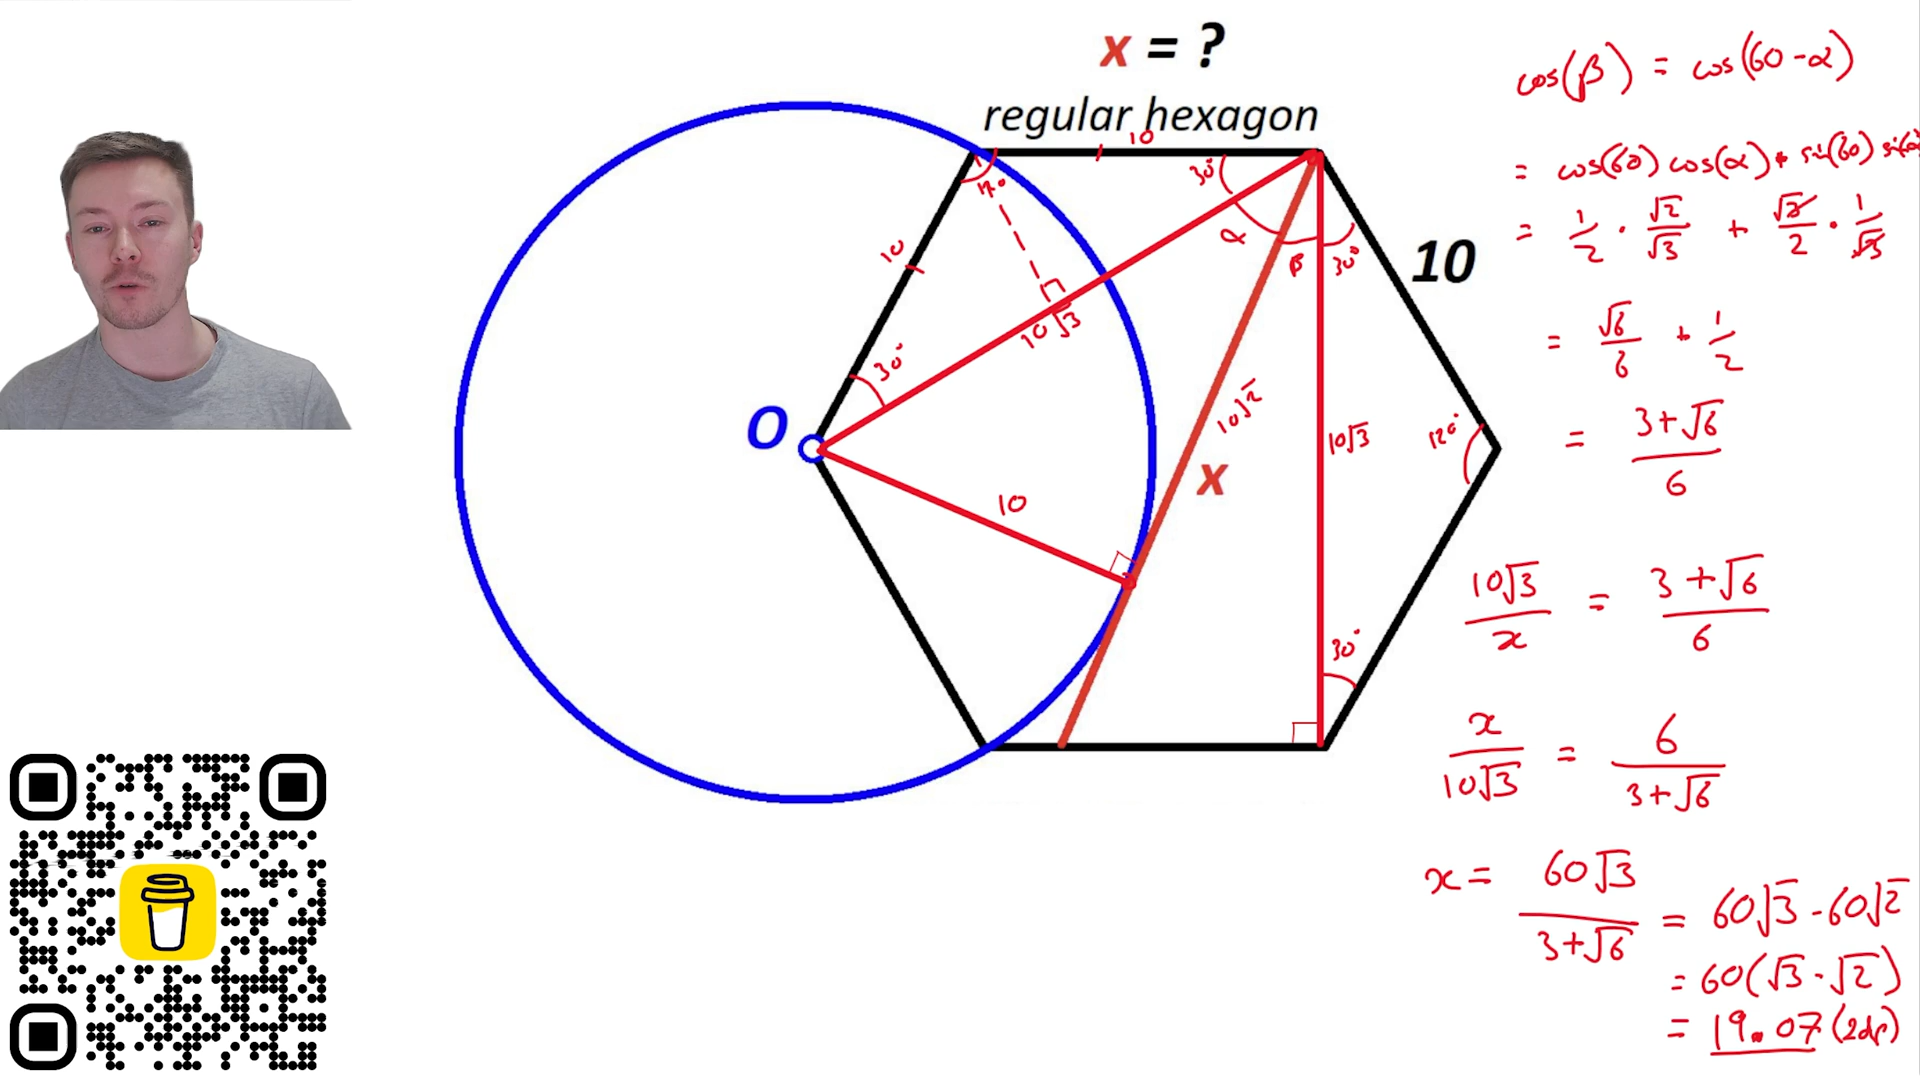 x = ?
regular hexagon
10
120°
30°
10
α
β
30°
10
10√3
30°
O
10√2
10√3
120°
x
10
30°
cos(β) = cos(60-α)
= cos(60) cos(α) + sin(60) sin(α)
= 1/2 · √2/√3 + √3/2 · 1/√3
= √6/6 + 1/2
= 3+√6/6
10√3/x = 3+√6/6
x/10√3 = 6/3+√6
x = 60√3/3+√6 = 60√3 - 60√2
= 60(√3 - √2)
= 19.07 (2dp)